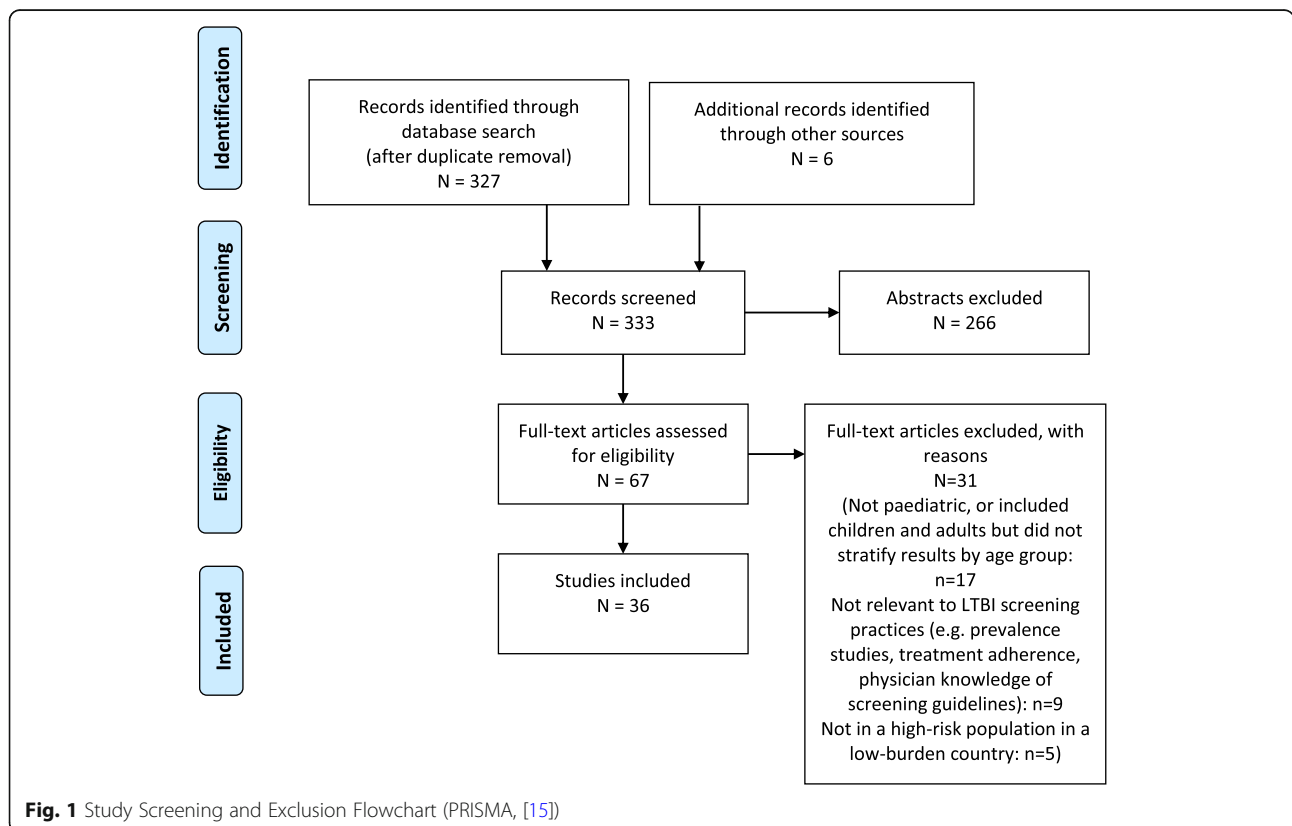 Identification
Records identified through
database search
(after duplicate removal)
N = 327
Additional records identified
through other sources
N = 6
Screening
Records screened
N = 333
Abstracts excluded
N = 266
Eligibility
Full-text articles assessed
for eligibility
N = 67
Full-text articles excluded, with
reasons
N=31
(Not paediatric, or included
children and adults but did not
stratify results by age group:
n=17
Not relevant to LTBI screening
practices (e.g. prevalence
studies, treatment adherence,
physician knowledge of
screening guidelines): n=9
Not in a high-risk population in a
low-burden country: n=5)
Included
Studies included
N = 36
Fig. 1 Study Screening and Exclusion Flowchart (PRISMA, [15])